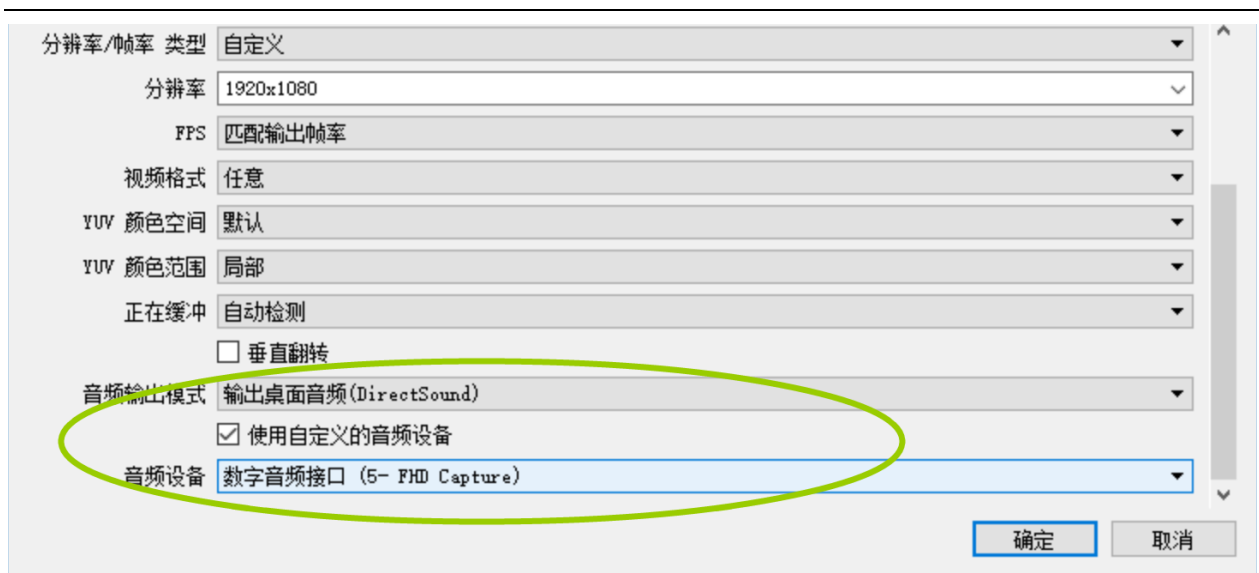 分辨率/帧率 类型 自定义
分辨率 1920x1080
FPS 匹配输出帧率
视频格式 任意
YUV 颜色空间 默认
YUV 颜色范围 局部
正在缓冲 自动检测
垂直翻转
音频输出模式 输出桌面音频(DirectSound)
使用自定义的音频设备
音频设备 数字音频接口 (5- FHD Capture)
确定 取消